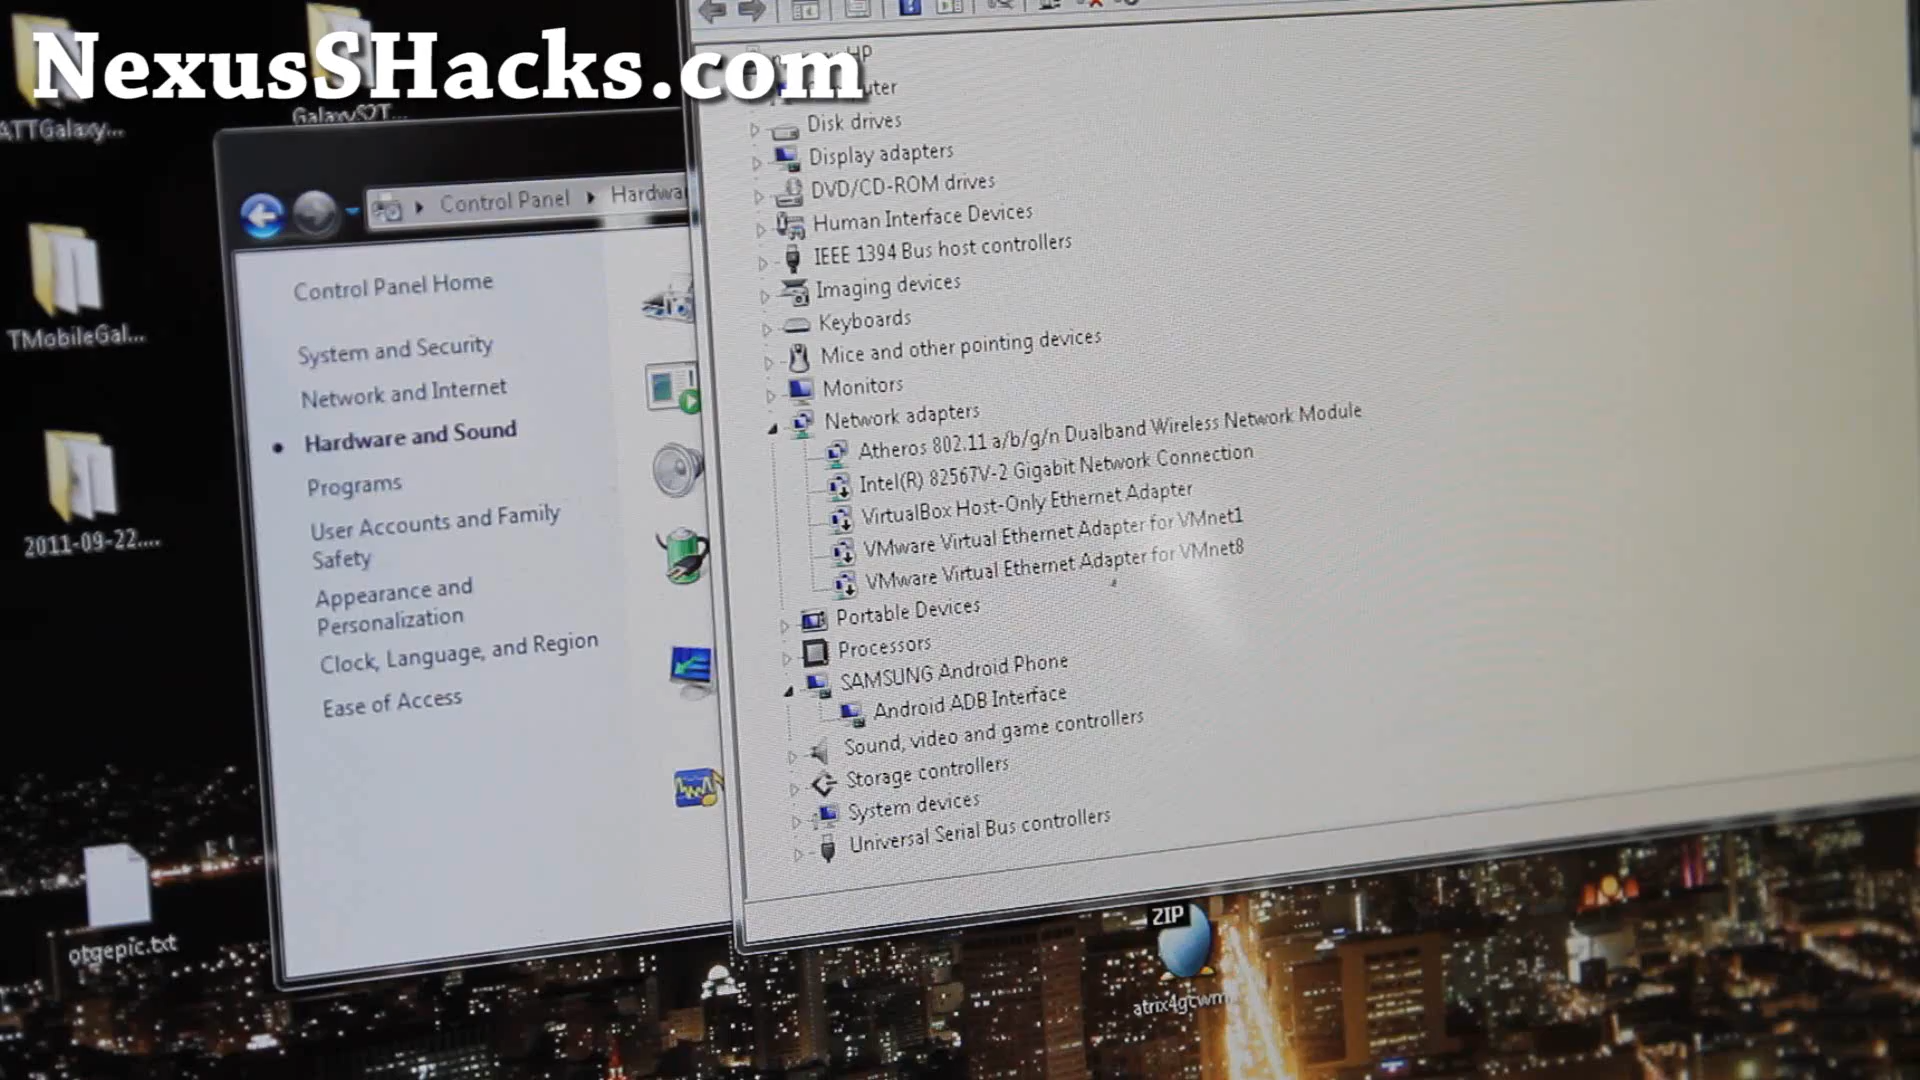 NexusSHacks.com
ATTGalaxy...
GalaxyS2T...
TMobileGal...
2011-09-22....
otgepic.txt
Control Panel
Control Panel Home
System and Security
Network and Internet
Hardware and Sound
Programs
User Accounts and Family
Safety
Appearance and
Personalization
Clock, Language, and Region
Ease of Access
HP
Disk drives
Display adapters
DVD/CD-ROM drives
Human Interface Devices
IEEE 1394 Bus host controllers
Imaging devices
Keyboards
Mice and other pointing devices
Monitors
Network adapters
Atheros 802.11 a/b/g/n Dualband Wireless Network Module
Intel(R) 82567V-2 Gigabit Network Connection
VirtualBox Host-Only Ethernet Adapter
VMware Virtual Ethernet Adapter for VMnet1
VMware Virtual Ethernet Adapter for VMnet8
Portable Devices
Processors
SAMSUNG Android Phone
Android ADB Interface
Sound, video and game controllers
Storage controllers
System devices
Universal Serial Bus controllers
ZIP